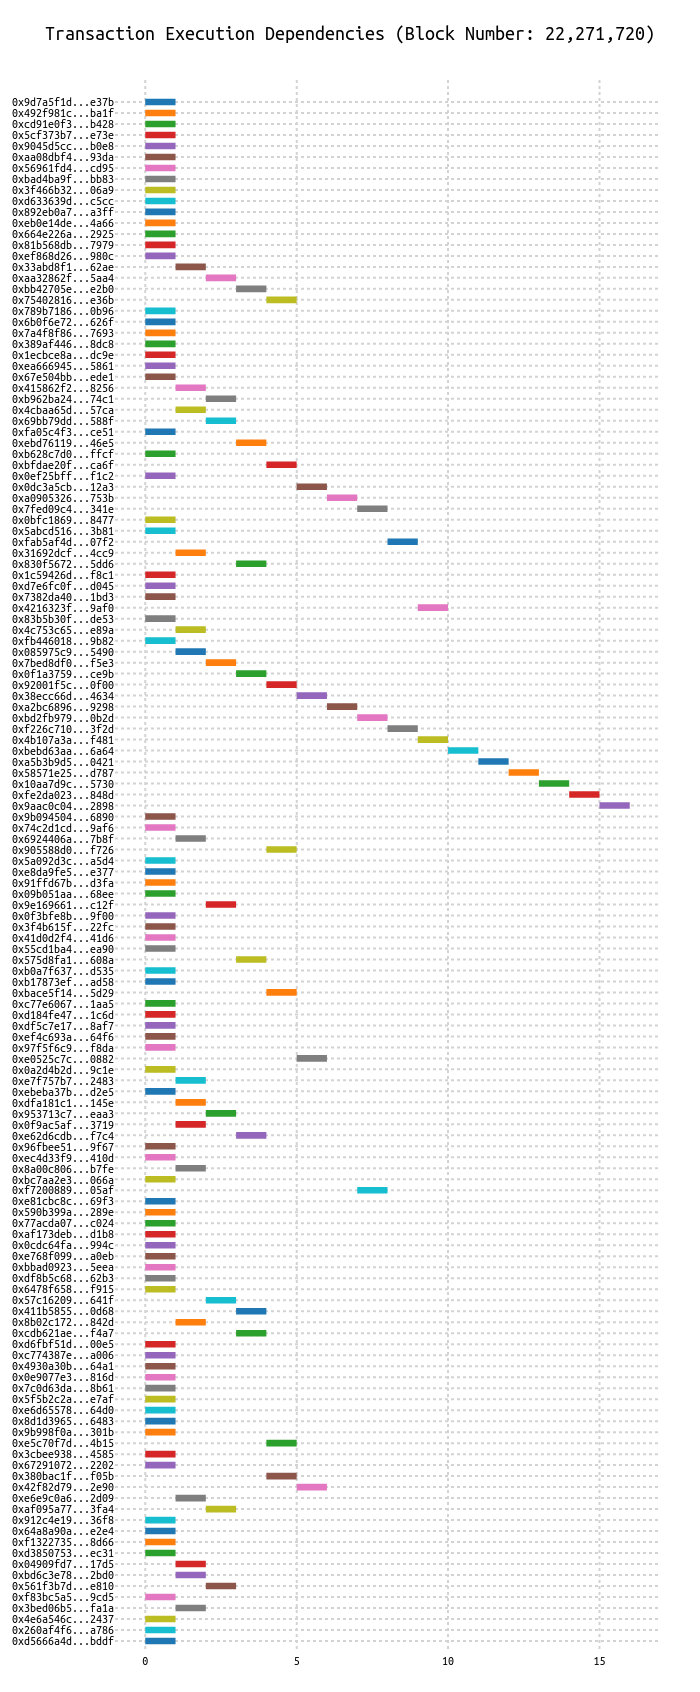 Transaction Execution Dependencies (Block Number: 22,271,720)
0x9d7a5f1d...e37b
0x492f981c...ba1f
0xcd91e0f3...b428
0x5cf373b7...e73e
0x9045d5cc...b0e8
0xaa08dbf4...93da
0x56961fd4...cd95
0xbad4ba9f...bb83
0x3f466b32...06a9
0xd633639d...c5cc
0x892eb0a7...a3ff
0xeb0e14de...4a66
0x664e226a...2925
0x81b568db...7979
0xef868d26...980c
0x33abd8f1...62ae
0xaa32862f...5aa4
0xbb42705e...e2b0
0x75402816...e36b
0x789b7186...0b96
0x6b0f6e72...626f
0x7a4f8f86...7693
0x389af446...8dc8
0x1ecbce8a...dc9e
0xea666945...5861
0x67e504bb...ede1
0x415862f2...8256
0xb962ba24...74c1
0x4cbaa65d...57ca
0x69bb79dd...588f
0xfa05c4f3...ce51
0xebd76119...46e5
0xb628c7d0...ffcf
0xbfdae20f...ca6f
0x0ef25bff...f1c2
0x0dc3a5cb...12a3
0xa0905326...753b
0x7fed09c4...341e
0x0bfc1869...8477
0x5abcd516...3b81
0xfab5af4d...07f2
0x31692dcf...4cc9
0x830f5672...5dd6
0x1c59426d...f8c1
0xd7e6fc0f...d045
0x7382da40...1bd3
0x4216323f...9af0
0x83b5b30f...de53
0x4c753c65...e89a
0xfb446018...9b82
0x085975c9...5490
0x7bed8df0...f5e3
0x0f1a3759...ce9b
0x92001f5c...0f00
0x38ecc66d...4634
0xa2bc6896...9298
0xbd2fb979...0b2d
0xf226c710...3f2d
0x4b107a3a...f481
0xbebd63aa...6a64
0xa5b3b9d5...0421
0x58571e25...d787
0x10aa7d9c...5730
0xfe2da023...848d
0x9aac0c04...2898
0x9b094504...6890
0x74c2d1cd...9af6
0x6924406a...7b8f
0x905588d0...f726
0x5a092d3c...a5d4
0xe8da9fe5...e377
0x91ffd67b...d3fa
0x09b051aa...68ee
0x9e169661...c12f
0x0f3bfe8b...9f00
0x3f4b615f...22fc
0x41d0d2f4...41d6
0x55cd1ba4...ea90
0x575d8fa1...608a
0xb0a7f637...d535
0xb17873ef...ad58
0xbace5f14...5d29
0xc77e6067...1aa5
0xd184fe47...1c6d
0xdf5c7e17...8af7
0xef4c693a...64f6
0x97f5f6c9...f8da
0xe0525c7c...0882
0x0a2d4b2d...9c1e
0xe7f757b7...2483
0xebeba37b...d2e5
0xdfa181c1...145e
0x953713c7...eaa3
0x0f9ac5af...3719
0xe62d6cdb...f7c4
0x96fbee51...9f67
0xec4d33f9...410d
0x8a00c806...b7fe
0xbc7aa2e3...066a
0xf7200889...05af
0xe81cbc8c...69f3
0x590b399a...289e
0x77acda07...c024
0xaf173deb...d1b8
0x0cdc64fa...994c
0xe768f099...a0eb
0xbbad0923...5eea
0xdf8b5c68...62b3
0x6478f658...f915
0x57c16209...641f
0x411b5855...0d68
0x8b02c172...842d
0xcdb621ae...f4a7
0xd6fbf51d...00e5
0xc774387e...a006
0x4930a30b...64a1
0x0e9077e3...816d
0x7c0d63da...8b61
0x5f5b2c2a...e7af
0xe6d65578...64d0
0x8d1d3965...6483
0x9b998f0a...301b
0xe5c70f7d...4b15
0x3cbee938...4585
0x67291072...2202
0x380bac1f...f05b
0x42f82d79...2e90
0xe6e9c0a6...2d09
0xaf095a77...3fa4
0x912c4e19...36f8
0x64a8a90a...e2e4
0xf1322735...8d66
0xd3850753...ec31
0x04909fd7...17d5
0xbd6c3e78...2bd0
0x561f3b7d...e810
0xf83bc5a5...9cd5
0x3bed06b5...fa1a
0x4e6a546c...2437
0x260af4f6...a786
0xd5666a4d...bddf
0 5 10 15